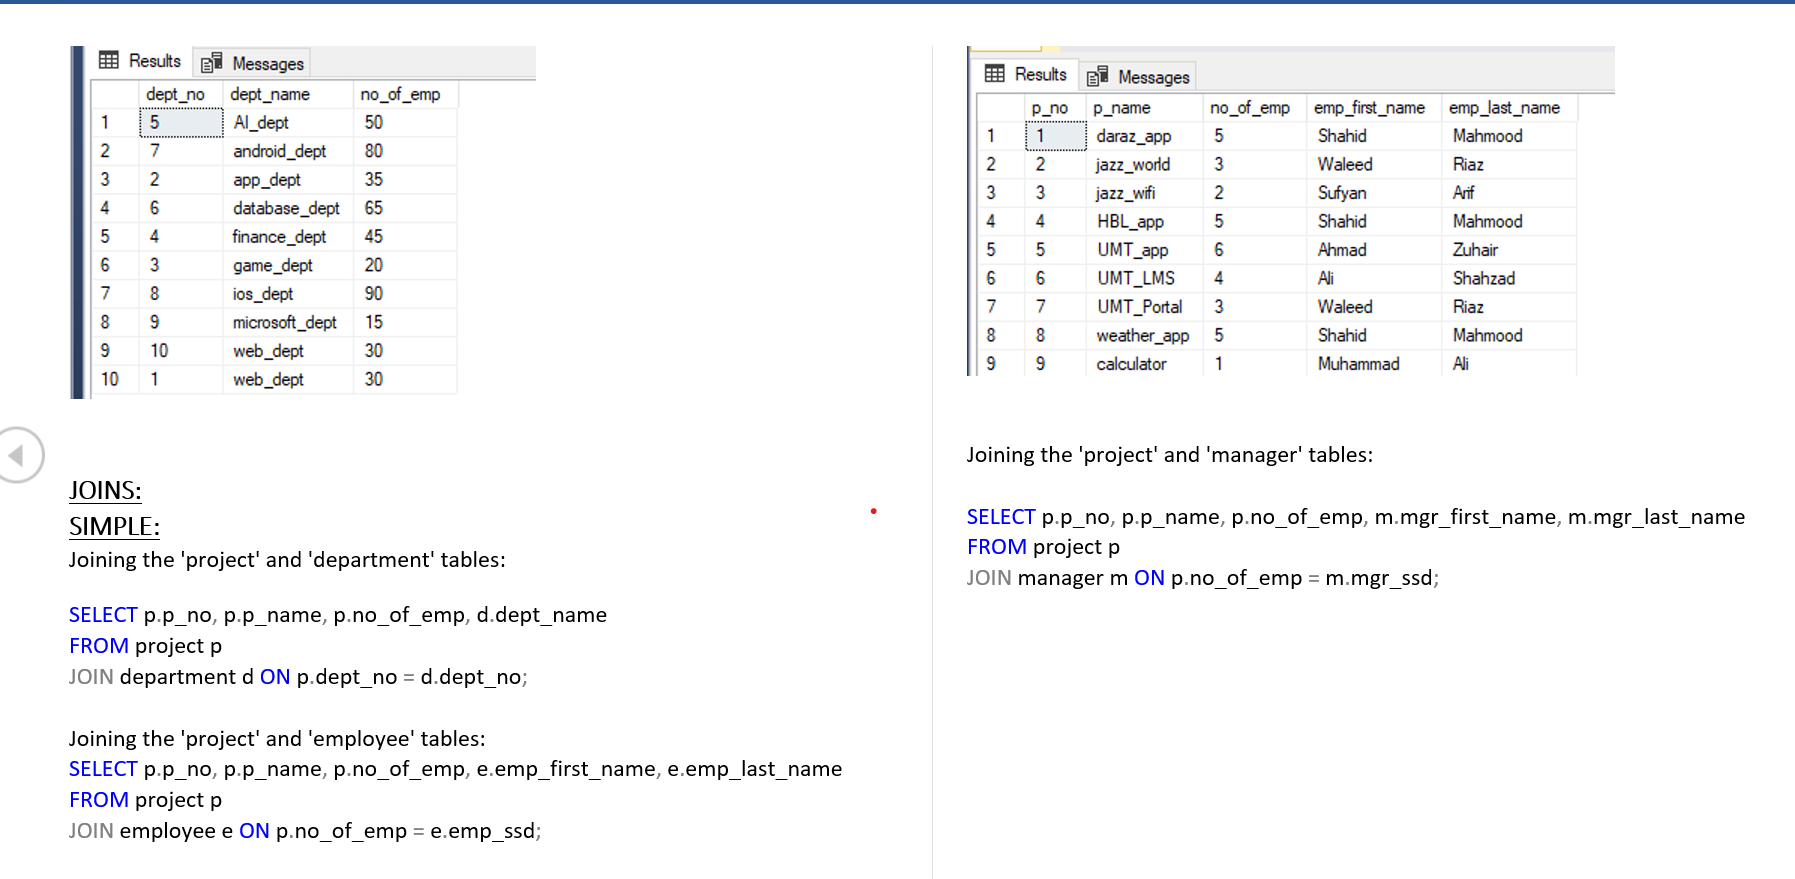 Results Messages
dept_no dept_name no_of_emp
1 5 AI_dept 50
2 7 android_dept 80
3 2 app_dept 35
4 6 database_dept 65
5 4 finance_dept 45
6 3 game_dept 20
7 8 ios_dept 90
8 9 microsoft_dept 15
9 10 web_dept 30
10 1 web_dept 30
JOINS:
SIMPLE:
Joining the 'project' and 'department' tables:
SELECT p.p_no, p.p_name, p.no_of_emp, d.dept_name
FROM project p
JOIN department d ON p.dept_no = d.dept_no;
Joining the 'project' and 'employee' tables:
SELECT p.p_no, p.p_name, p.no_of_emp, e.emp_first_name, e.emp_last_name
FROM project p
JOIN employee e ON p.no_of_emp = e.emp_ssd;
Results Messages
p_no p_name no_of_emp emp_first_name emp_last_name
1 1 daraz_app 5 Shahid Mahmood
2 2 jazz_world 3 Waleed Riaz
3 3 jazz_wifi 2 Sufyan Arif
4 4 HBL_app 5 Shahid Mahmood
5 5 UMT_app 6 Ahmad Zuhair
6 6 UMT_LMS 4 Ali Shahzad
7 7 UMT_Portal 3 Waleed Riaz
8 8 weather_app 5 Shahid Mahmood
9 9 calculator 1 Muhammad Ali
Joining the 'project' and 'manager' tables:
SELECT p.p_no, p.p_name, p.no_of_emp, m.mgr_first_name, m.mgr_last_name
FROM project p
JOIN manager m ON p.no_of_emp = m.mgr_ssd;